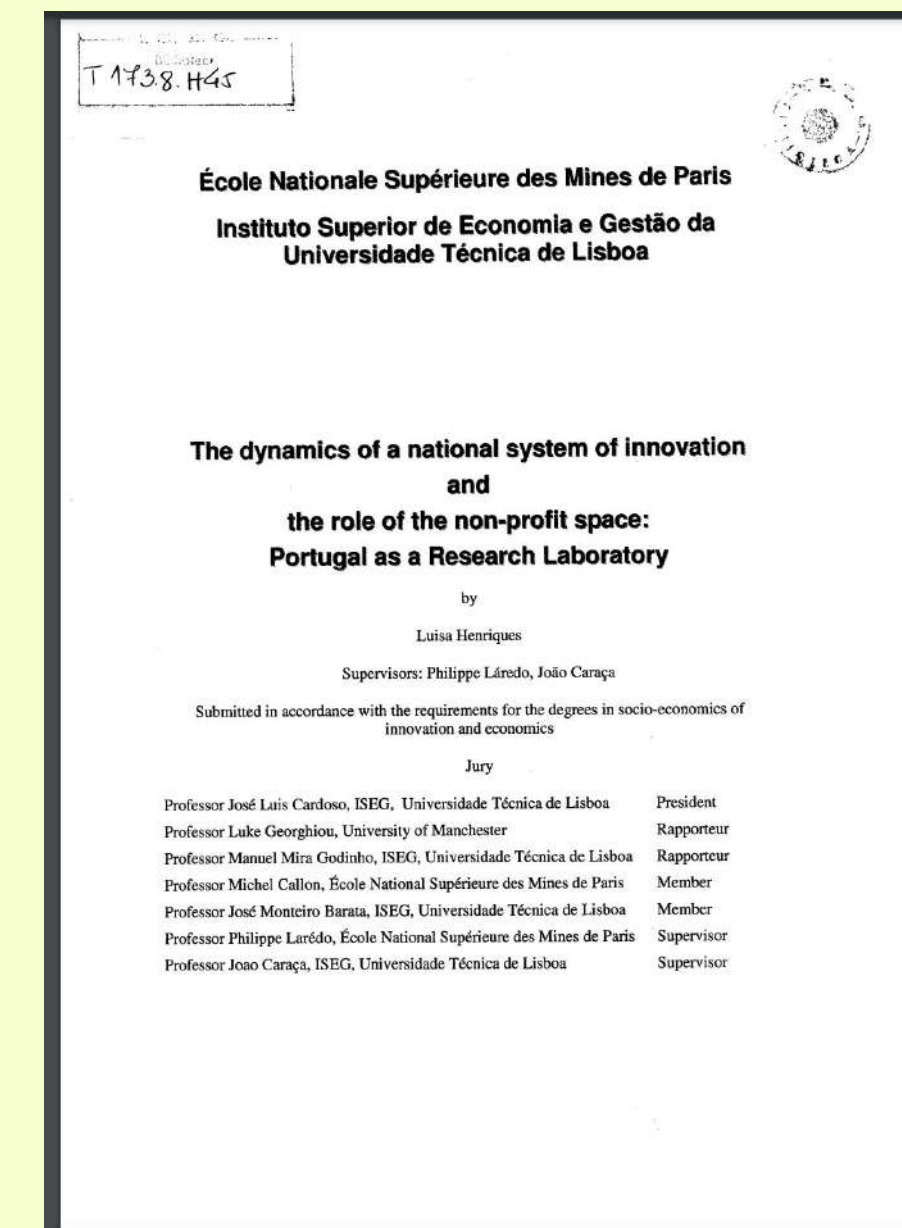 T 1738.H45
École Nationale Supérieure des Mines de Paris
Instituto Superior de Economia e Gestão da
Universidade Técnica de Lisboa
The dynamics of a national system of innovation
and
the role of the non-profit space:
Portugal as a Research Laboratory
by
Luisa Henriques
Supervisors: Philippe Láredo, João Caraça
Submitted in accordance with the requirements for the degrees in socio-economics of
innovation and economics
Jury
Professor José Luis Cardoso, ISEG, Universidade Técnica de Lisboa President
Professor Luke Georghiou, University of Manchester Rapporteur
Professor Manuel Mira Godinho, ISEG, Universidade Técnica de Lisboa Rapporteur
Professor Michel Callon, École National Supérieure des Mines de Paris Member
Professor José Monteiro Barata, ISEG, Universidade Técnica de Lisboa Member
Professor Philippe Larédo, École National Supérieure des Mines de Paris Supervisor
Professor Joao Caraça, ISEG, Universidade Técnica de Lisboa Supervisor